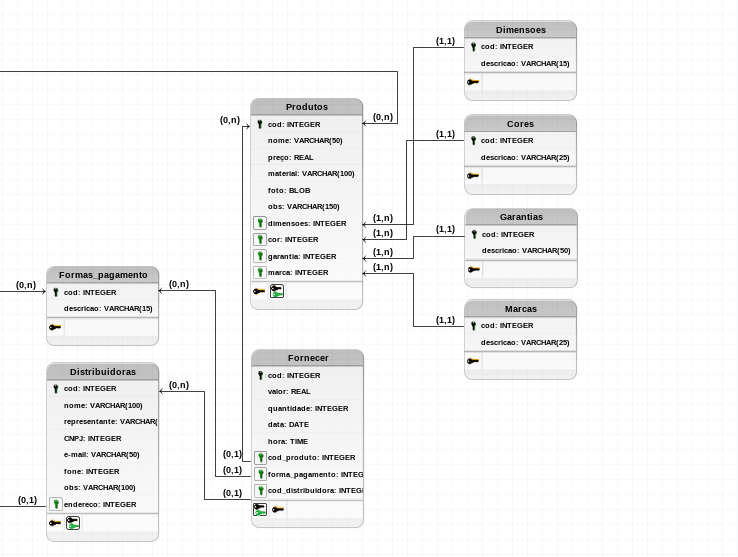 Dimensoes
cod: INTEGER
descricao: VARCHAR(15)
(1,1)
Produtos
cod: INTEGER
nome: VARCHAR(50)
preço: REAL
material: VARCHAR(100)
foto: BLOB
obs: VARCHAR(150)
dimensoes: INTEGER
cor: INTEGER
garantia: INTEGER
marca: INTEGER
(0,n)
(0,n)
(1,n)
(1,n)
(1,n)
(1,n)
Cores
cod: INTEGER
descricao: VARCHAR(25)
(1,1)
Garantias
cod: INTEGER
descricao: VARCHAR(50)
(1,1)
Marcas
cod: INTEGER
descricao: VARCHAR(25)
(1,1)
Formas_pagamento
cod: INTEGER
descricao: VARCHAR(15)
(0,n)
(0,n)
Distribuidoras
cod: INTEGER
nome: VARCHAR(100)
representante: VARCHAR(
CNPJ: INTEGER
e-mail: VARCHAR(50)
fone: INTEGER
obs: VARCHAR(100)
endereco: INTEGER
(0,n)
(0,1)
Fornecer
cod: INTEGER
valor: REAL
quantidade: INTEGER
data: DATE
hora: TIME
cod_produto: INTEGER
forma_pagamento: INTEG
cod_distribuidora: INTEG
(0,1)
(0,1)
(0,1)